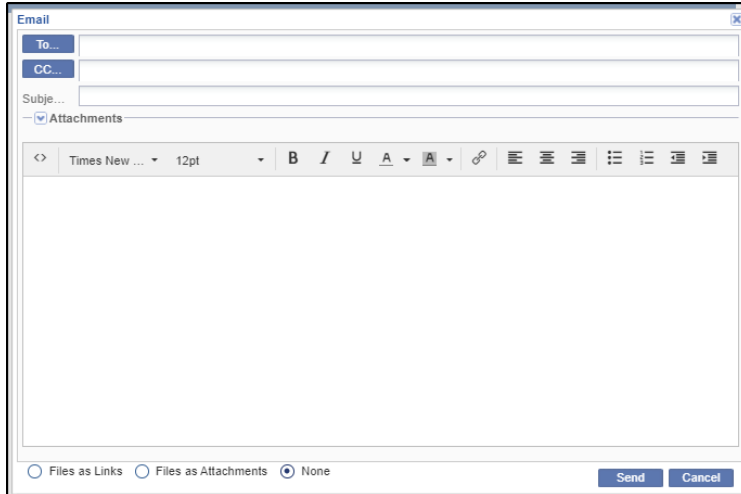 Email
To...
CC...
Subje...
Attachments
<> Times New ... 12pt B I U A A
Files as Links Files as Attachments None Send Cancel